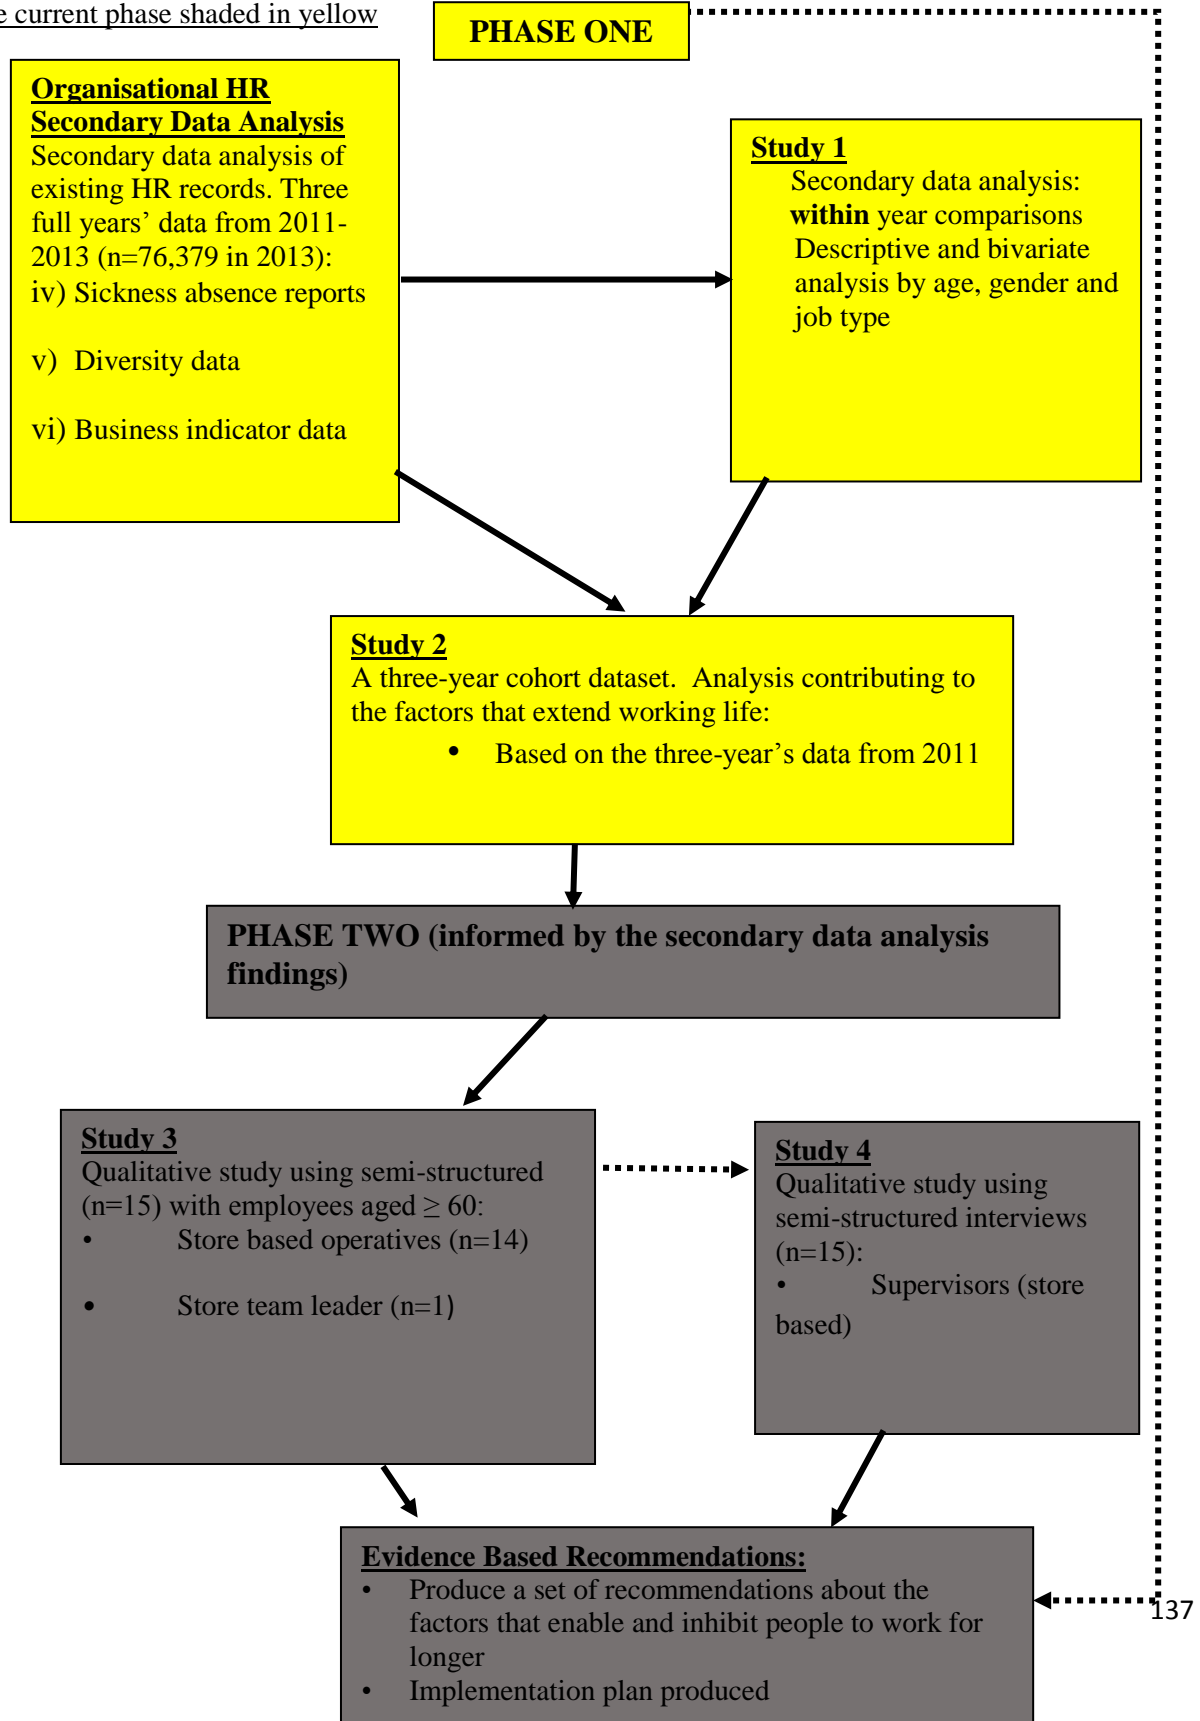 e current phase shaded in yellow
PHASE ONE
Organisational HR
Secondary Data Analysis
Secondary data analysis of
existing HR records. Three
full years’ data from 2011-
2013 (n=76,379 in 2013):
iv) Sickness absence reports
v) Diversity data
vi) Business indicator data
Study 1
Secondary data analysis:
within year comparisons
Descriptive and bivariate
analysis by age, gender and
job type
Study 2
A three-year cohort dataset. Analysis contributing to
the factors that extend working life:
• Based on the three-year’s data from 2011
PHASE TWO (informed by the secondary data analysis
findings)
Study 3
Qualitative study using semi-structured
(n=15) with employees aged ≥ 60:
• Store based operatives (n=14)
• Store team leader (n=1)
Study 4
Qualitative study using
semi-structured interviews
(n=15):
• Supervisors (store
based)
Evidence Based Recommendations:
• Produce a set of recommendations about the
factors that enable and inhibit people to work for
longer
• Implementation plan produced
137